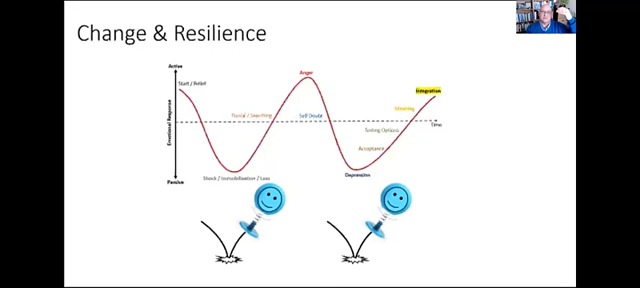 Change & Resilience
Active
Start / Relief
Anger
Integration
Denial / Searching
Self Doubt
Meaning
Time
Emotional Response
Testing Options
Acceptance
Passive
Shock / Immobilisation / Loss
Depression